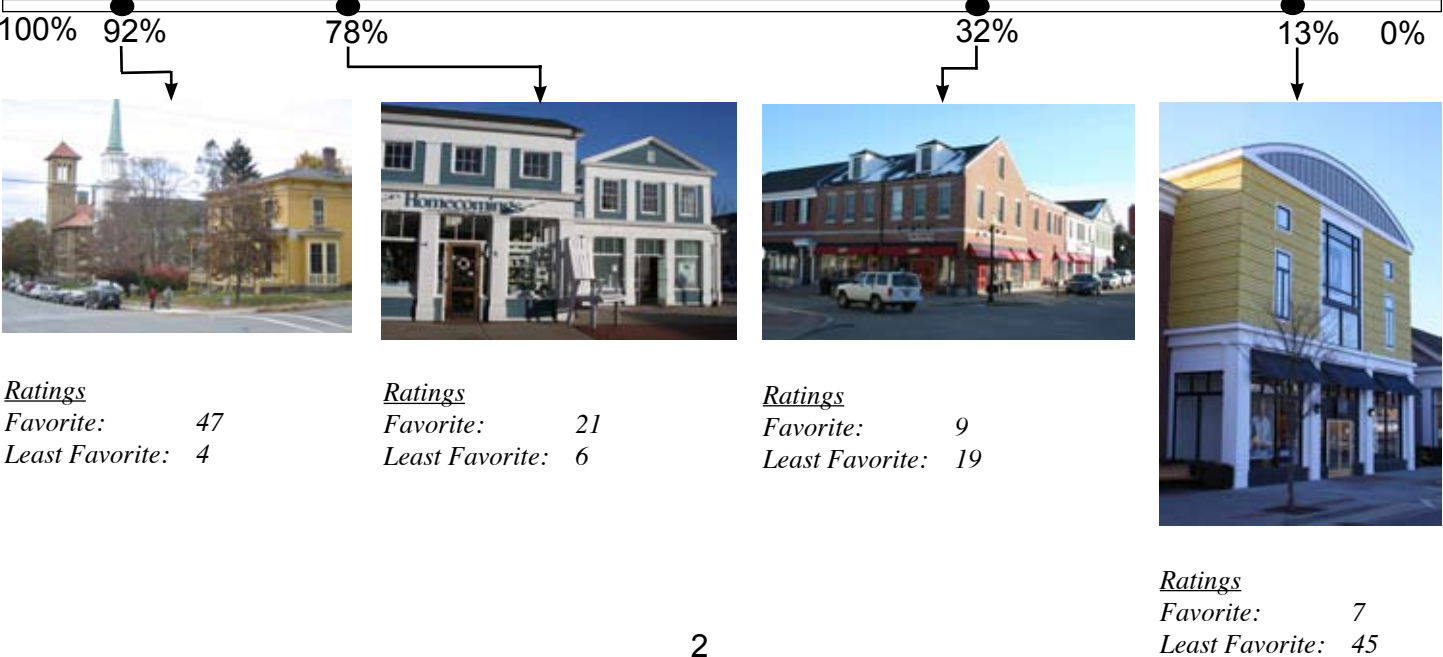 100% 92% 78% 32% 13% 0%
Homecomings
Ratings
Favorite: 47
Least Favorite: 4
Ratings
Favorite: 21
Least Favorite: 6
Ratings
Favorite: 9
Least Favorite: 19
Ratings
Favorite: 7
Least Favorite: 45
2